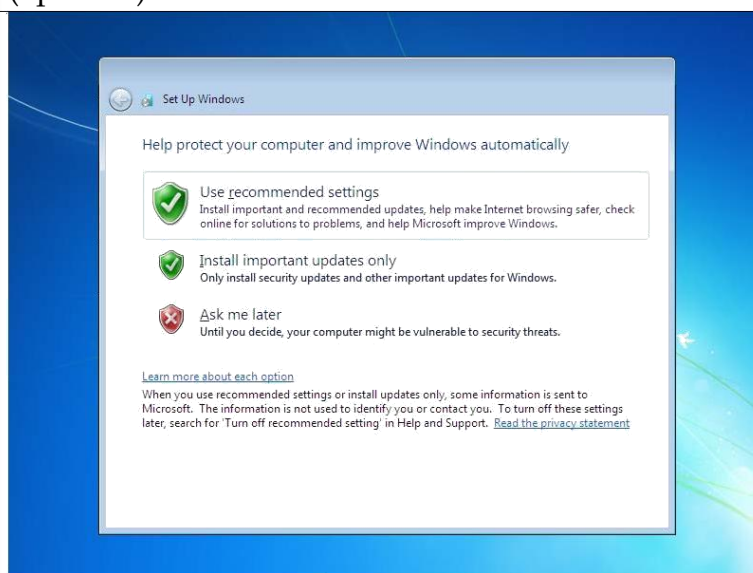 Set Up Windows
Help protect your computer and improve Windows automatically
Use recommended settings
Install important and recommended updates, help make Internet browsing safer, check
online for solutions to problems, and help Microsoft improve Windows.
Install important updates only
Only install security updates and other important updates for Windows.
Ask me later
Until you decide, your computer might be vulnerable to security threats.
Learn more about each option
When you use recommended settings or install updates only, some information is sent to
Microsoft. The information is not used to identify you or contact you. To turn off these settings
later, search for 'Turn off recommended setting' in Help and Support. Read the privacy statement